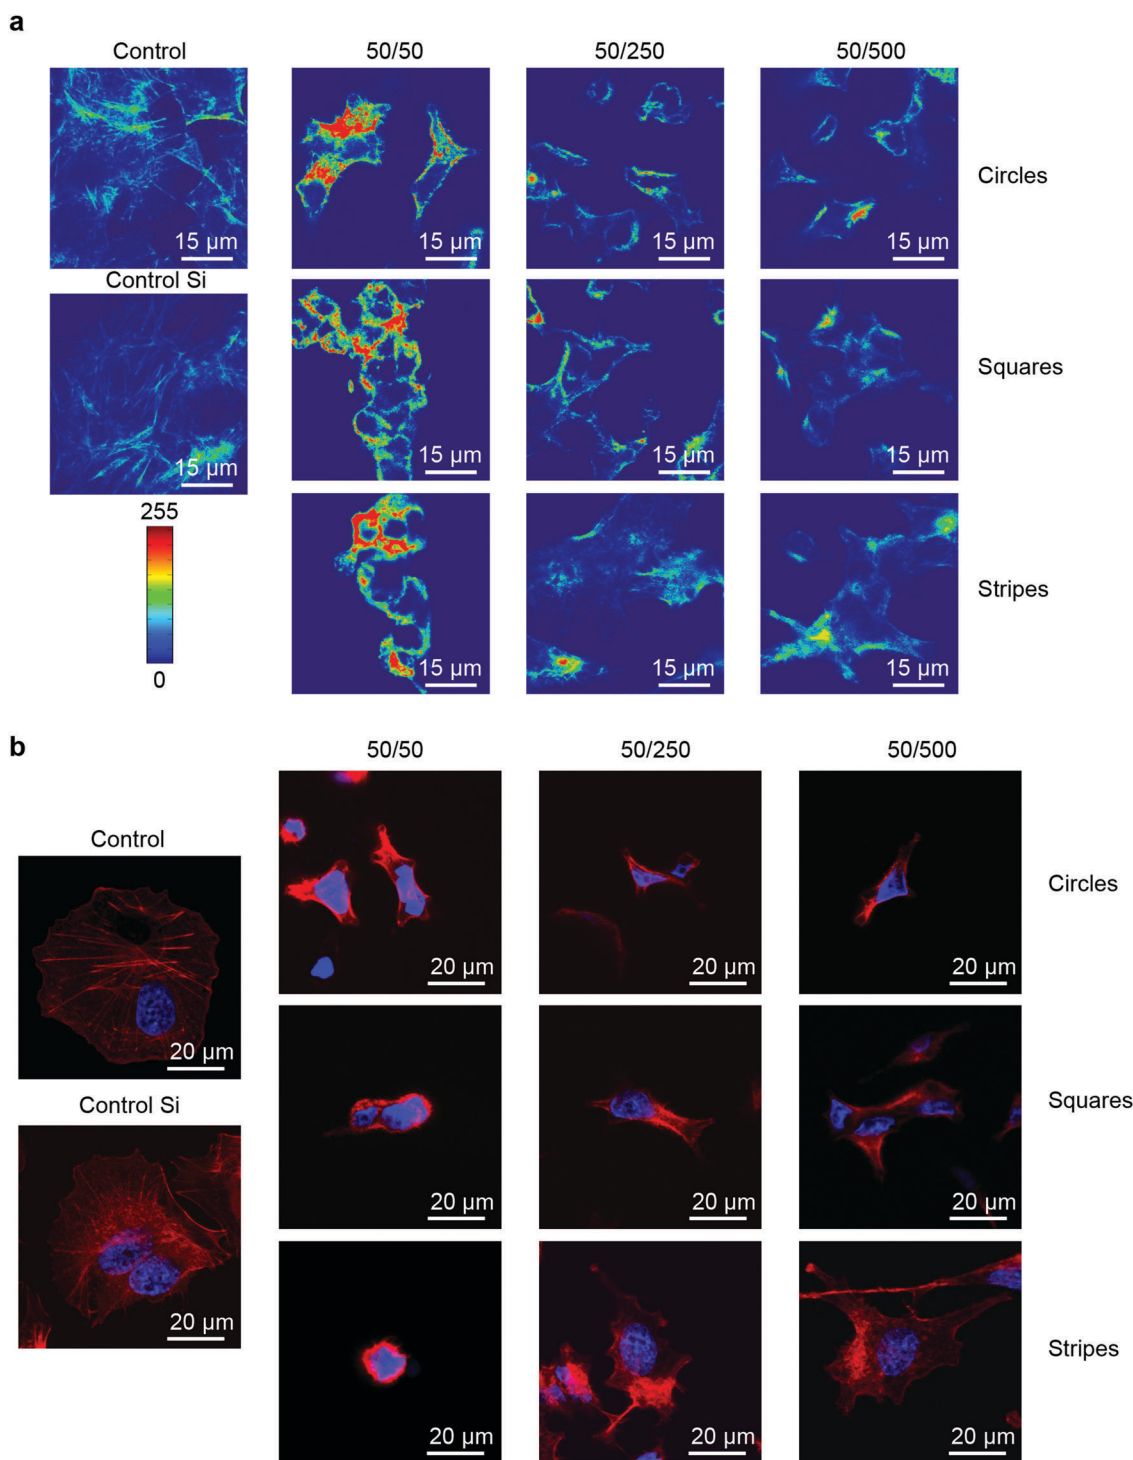 a
Control 50/50 50/250 50/500
15 µm 15 µm 15 µm 15 µm Circles
Control Si
15 µm 15 µm 15 µm 15 µm Squares
255
0
15 µm 15 µm 15 µm Stripes
b
50/50 50/250 50/500
Control
20 µm
20 µm 20 µm 20 µm Circles
Control Si
20 µm
20 µm 20 µm 20 µm Squares
20 µm 20 µm 20 µm Stripes